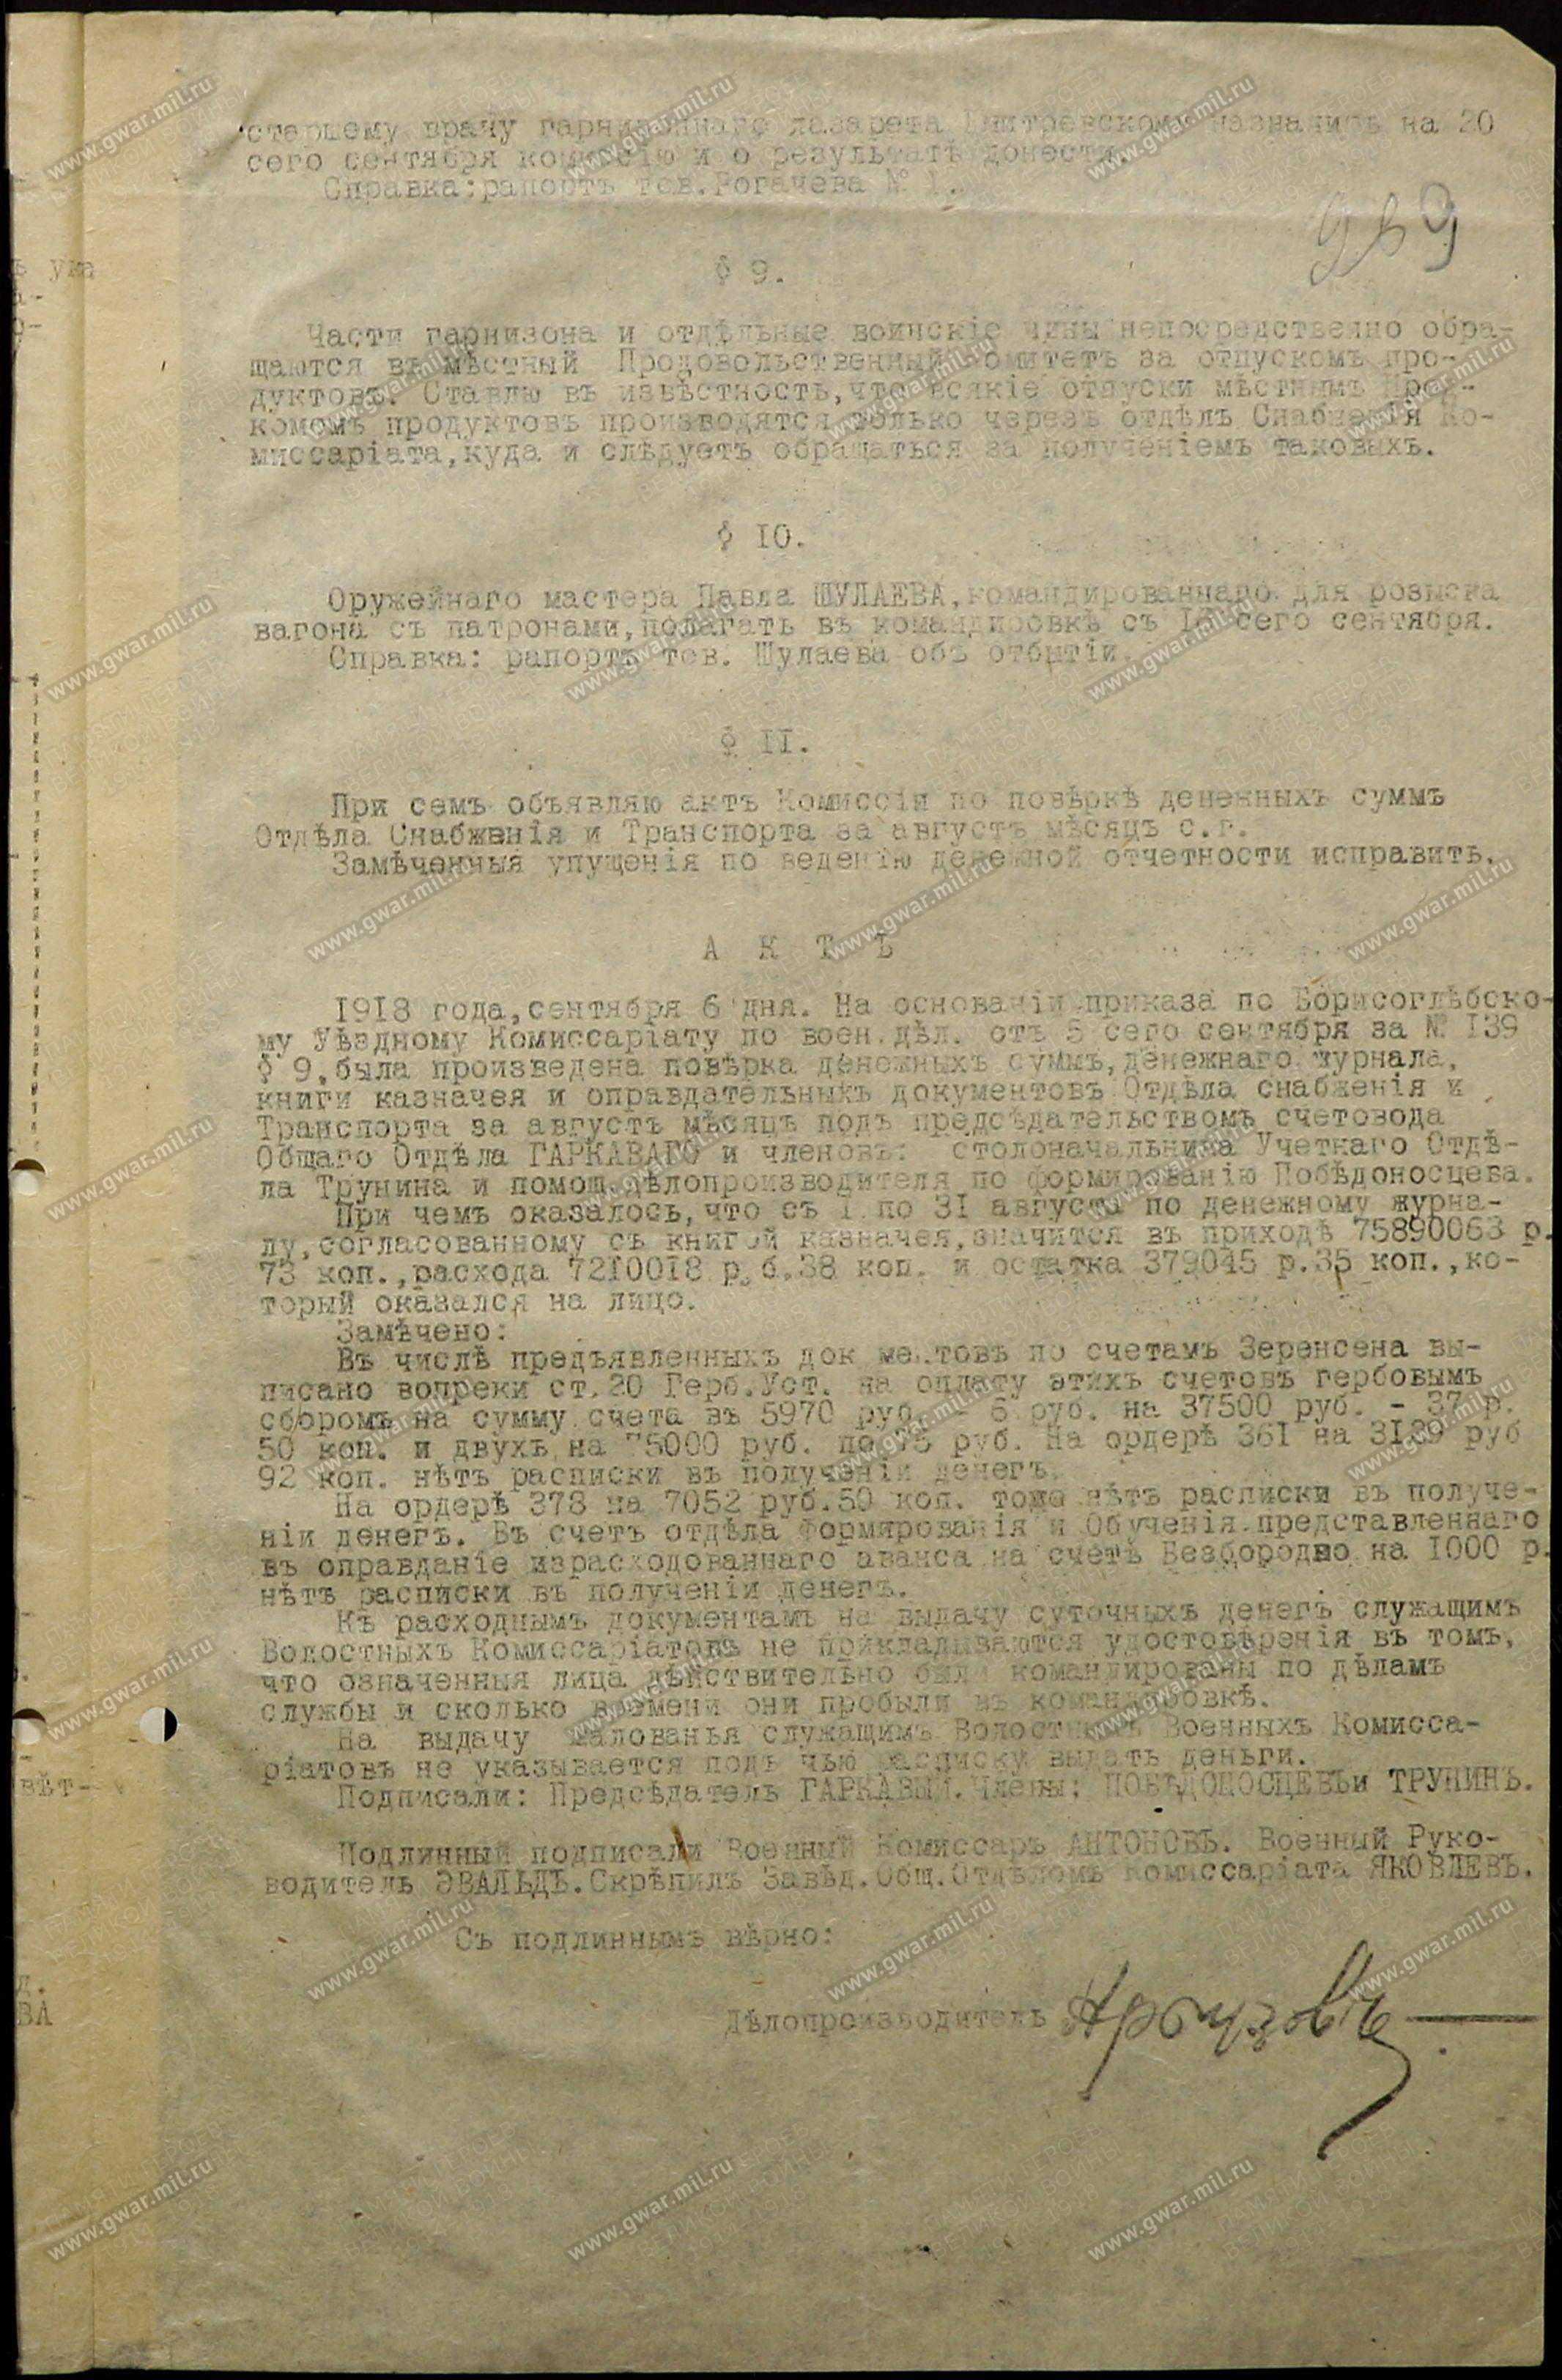 старшему врачу гарнизоннаго лазарета Дмитревскому назначить на 20
сего сентября комиссію и о результатѣ донести.
Справка:рапортъ тов.Рогачева № 1.
§ 9.
Части гарнизона и отдѣльные воинскіе чины непосредственно обра-
щаются въ мѣстный Продовольственный Комитетъ за отпускомъ про-
дуктовъ. Ставлю въ извѣстность,что всякіе отпуски мѣстнымъ Прод-
комомъ продуктовъ производятся только черезъ отдѣлъ Снабженія Ко-
миссаріата,куда и слѣдуетъ обращаться за полученіемъ таковыхъ.
§ IO.
Оружейнаго мастера Павла ШУЛАЕВА,командированнаго для розыска
вагона съ патронами,полагать въ командировкѣ съ сего сентября.
Справка: рапортъ тов. Шулаева объ отбытіи.
§ II.
При семъ объявляю актъ Комиссіи по повѣркѣ денежныхъ суммъ
Отдѣла Снабженія и Транспорта за августъ мѣсяцъ с.г.
Замѣченныя упущенія по веденію денежной отчетности исправить.
А К Т Ъ
1918 года,сентября 6 дня. На основаніи приказа по Борисоглѣбско-
му Уѣздному Комиссаріату по воен.дѣл. отъ 5 сего сентября за № I39
§ 9,была произведена повѣрка денежныхъ суммъ,денежнаго журнала,
книги казначея и оправдательныхъ документовъ Отдѣла снабженія и
Транспорта за августъ мѣсяцъ подъ предсѣдательствомъ счетовода
Общаго Отдѣла ГАРКАВАГО и членовъ: столоначальника Учетнаго Отдѣ-
ла Трунина и помощ.дѣлопроизводителя по формированію Побѣдоносцева.
При чемъ оказалось,что съ I по 3I августа по денежному журна-
лу,согласованному съ книгой казначея,значится въ приходѣ 75890063 р.
73 коп.,расхода 72I0018 руб.38 коп. и остатка 379045 р.35 коп.,ко-
торый оказался на лицо.
Замѣчено:
Въ числѣ предъявленныхъ документовъ по счетамъ Зеренсена вы-
писано вопреки ст.20 Герб.Уст. на оплату этихъ счетовъ гербовымъ
сборомъ на сумму счета въ 5970 руб. - 6 руб. на 37500 руб. - 37 р.
50 коп. и двухъ на 75000 руб. по 75 руб. На ордерѣ 36I на руб
92 коп. нѣтъ расписки въ полученіи денегъ.
На ордерѣ 378 на 7052 руб.50 коп. тоже нѣтъ расписки въ получе-
ніи денегъ. Въ счетъ отдѣла Формированія и Обученія представленнаго
въ оправданіе израсходованнаго аванса на счетъ Безбородно на I000 р.
нѣтъ расписки въ полученіи денегъ.
Къ расходнымъ документамъ на выдачу суточныхъ денегъ служащимъ
Волостныхъ Комиссаріатовъ не прикладываются удостовѣренія въ томъ,
что означенныя лица дѣйствительно были командированы по дѣламъ
службы и сколько времени они пробыли въ командировкѣ.
На выдачу жалованья служащимъ Волостныхъ Военныхъ Комисса-
ріатовъ не указывается подъ чью расписку выдать деньги.
Подписали: Предсѣдатель ГАРКАВЫЙ.Члены: ПОБѢДОНОСЦЕВЪи ТРУНИНЪ.
Подлинный подписали Военный Комиссаръ АНТОНОВЪ. Военный Руко-
водитель ЭВАЛЬДЪ.Скрѣпилъ Завѣд.Общ.Отдѣломъ Комиссаріата ЯКОВЛЕВЪ.
Съ подлиннымъ вѣрно:
Дѣлопроизводитель